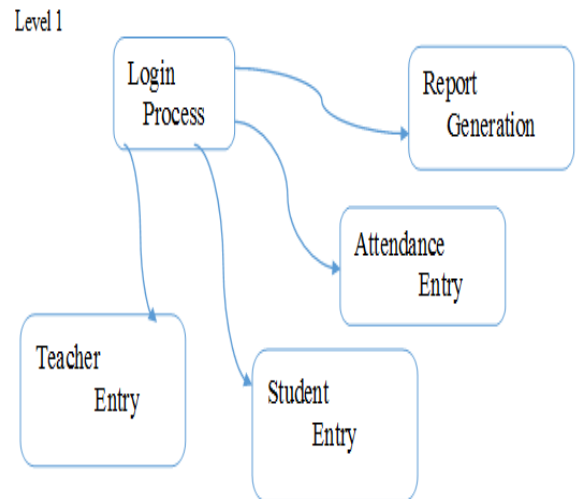 Level 1
Login
Process
Report
Generation
Attendance
Entry
Teacher
Entry
Student
Entry